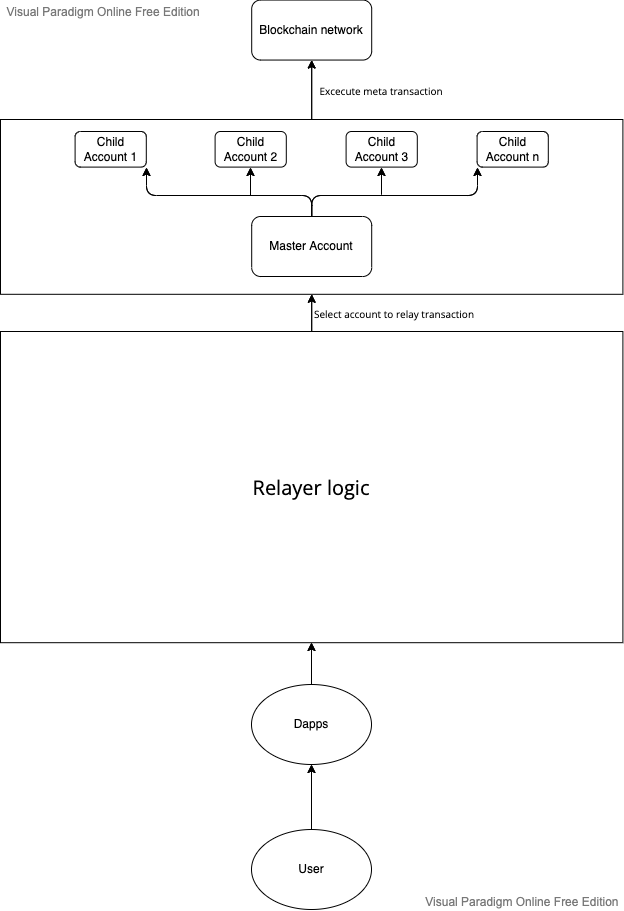 Visual Paradigm Online Free Edition
Blockchain network
Excecute meta transaction
Child
Account 1
Child
Account 2
Child
Account 3
Child
Account n
Master Account
Select account to relay transaction
Relayer logic
Dapps
User
Visual Paradigm Online Free Edition